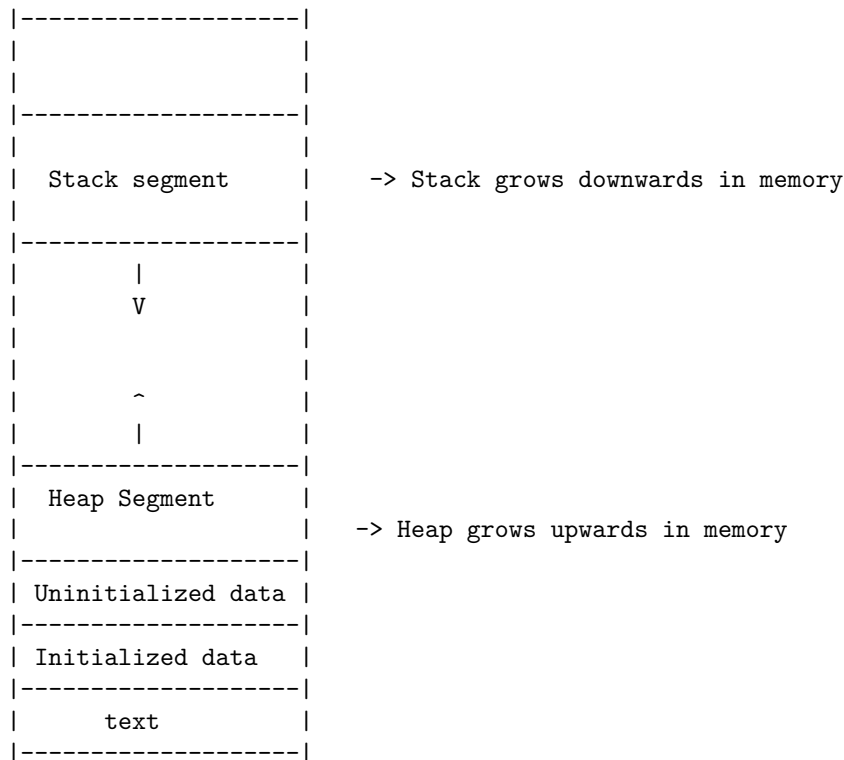 |--------------------|
|                    |
|                    |
|--------------------|
|                    |
|  Stack segment     |    -> Stack grows downwards in memory
|                    |
|--------------------|
|        |           |
|        V           |
|                    |
|                    |
|        ^           |
|        |           |
|--------------------|
|  Heap Segment      |
|                    |   -> Heap grows upwards in memory
|--------------------|
| Uninitialized data |
|--------------------|
| Initialized data   |
|--------------------|
|      text          |
|--------------------|